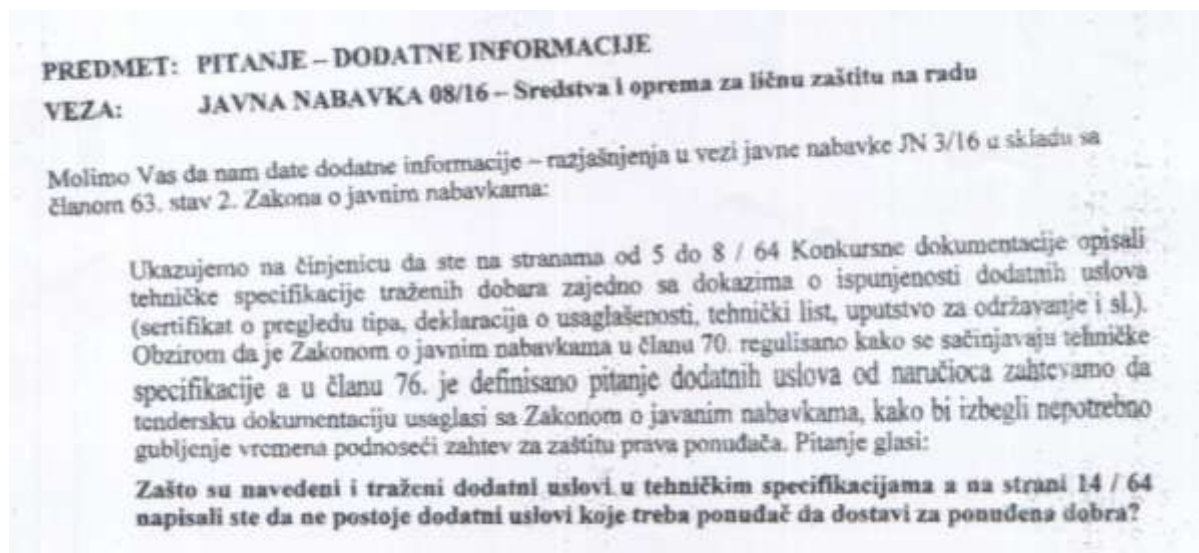 PREDMET: PITANJE – DODATNE INFORMACIJE
VEZA: JAVNA NABAVKA 08/16 – Sredstva i oprema za ličnu zaštitu na radu
Molimo Vas da nam date dodatne informacije – razjašnjenja u vezi javne nabavke JN 3/16 u skladu sa
članom 63. stav 2. Zakona o javnim nabavkama:
Ukazujemo na činjenicu da ste na stranama od 5 do 8 / 64 Konkursne dokumentacije opisali
tehničke specifikacije traženih dobara zajedno sa dokazima o ispunjenosti dodatnih uslova
(sertifikat o pregledu tipa, deklaracija o usaglašenosti, tehnički list, uputstvo za održavanje i sl.).
Obzirom da je Zakonom o javnim nabavkama u članu 70. regulisano kako se sačinjavaju tehničke
specifikacije a u članu 76. je definisano pitanje dodatnih uslova od naručioca zahtevamo da
tendersku dokumentaciju usaglasi sa Zakonom o javanim nabavkama, kako bi izbegli nepotrebno
gubljenje vremena podnoseći zahtev za zaštitu prava ponuđača. Pitanje glasi:
Zašto su navedeni i traženi dodatni uslovi u tehničkim specifikacijama a na strani 14 / 64
napisali ste da ne postoje dodatni uslovi koje treba ponuđač da dostavi za ponuđena dobra?